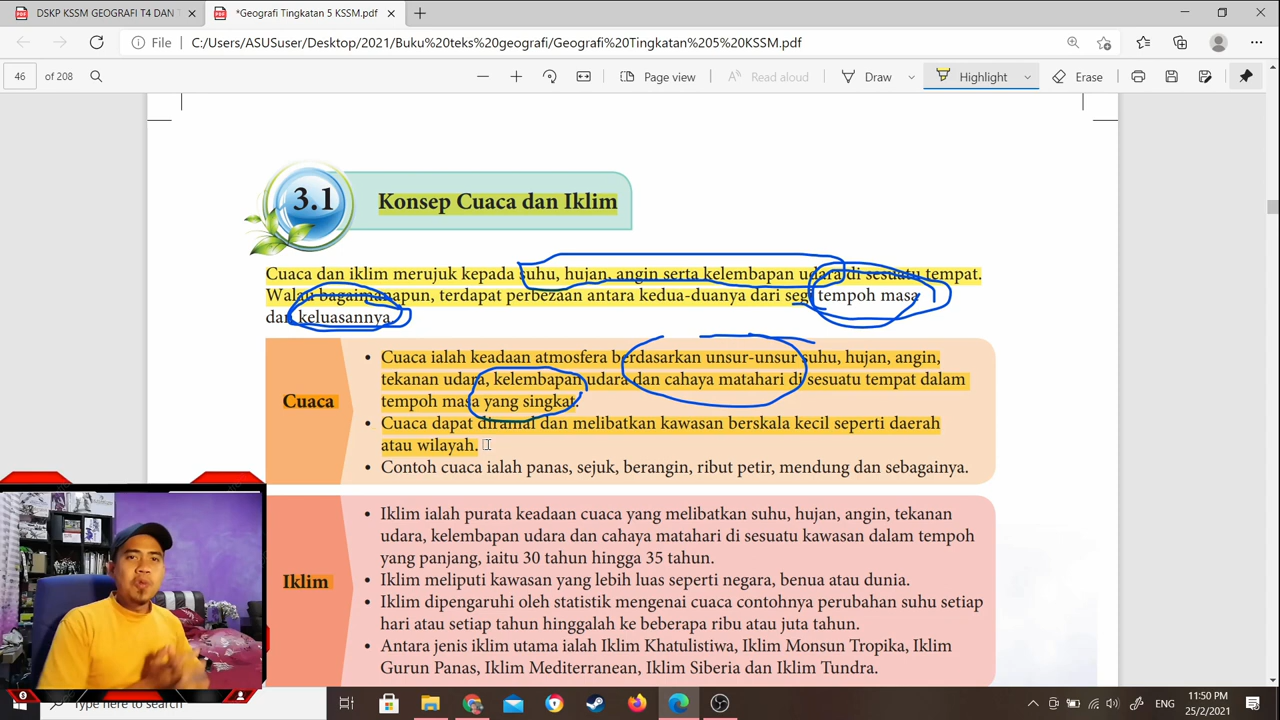 DSKP KSSM GEOGRAFI T4 DAN
*Geografi Tingkatan 5 KSSM.pdf
File
C:/Users/ASUSuser/Desktop/2021/Buku%20teks%20geografi/Geografi%20Tingkatan%205%20KSSM.pdf
46 of 208
Page view
Read aloud
Draw
Highlight
Erase
3.1 Konsep Cuaca dan Iklim
Cuaca dan iklim merujuk kepada suhu, hujan, angin serta kelembapan udara di sesuatu tempat.
Walau bagaimanapun, terdapat perbezaan antara kedua-duanya dari segi tempoh masa
dan keluasannya.
Cuaca
• Cuaca ialah keadaan atmosfera berdasarkan unsur-unsur suhu, hujan, angin,
tekanan udara, kelembapan udara dan cahaya matahari di sesuatu tempat dalam
tempoh masa yang singkat.
• Cuaca dapat diramal dan melibatkan kawasan berskala kecil seperti daerah
atau wilayah.
• Contoh cuaca ialah panas, sejuk, berangin, ribut petir, mendung dan sebagainya.
Iklim
• Iklim ialah purata keadaan cuaca yang melibatkan suhu, hujan, angin, tekanan
udara, kelembapan udara dan cahaya matahari di sesuatu kawasan dalam tempoh
yang panjang, iaitu 30 tahun hingga 35 tahun.
• Iklim meliputi kawasan yang lebih luas seperti negara, benua atau dunia.
• Iklim dipengaruhi oleh statistik mengenai cuaca contohnya perubahan suhu setiap
hari atau setiap tahun hinggalah ke beberapa ribu atau juta tahun.
• Antara jenis iklim utama ialah Iklim Khatulistiwa, Iklim Monsun Tropika, Iklim
Gurun Panas, Iklim Mediterranean, Iklim Siberia dan Iklim Tundra.
Type here to search
ENG
11:50 PM
25/2/2021